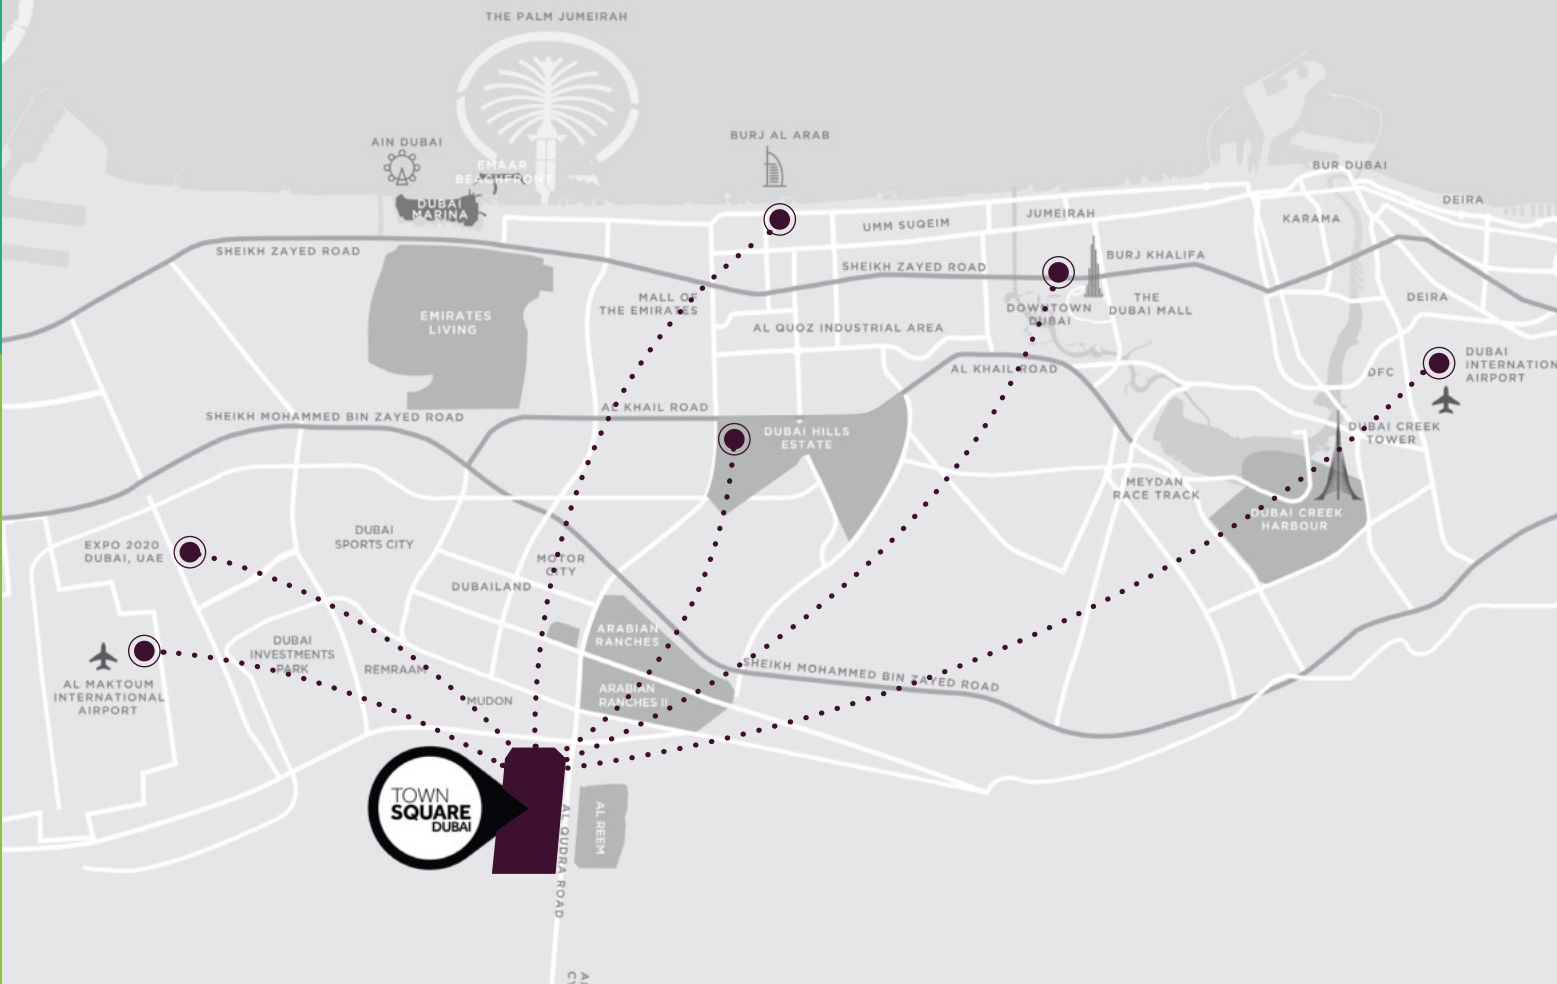 THE PALM JUMEIRAH
BURJ AL ARAB
AIN DUBAI
EMAAR
BEACHFRONT
DUBAI
MARINA
BUR DUBAI
DEIRA
KARAMA
JUMEIRAH
UMM SUQEIM
SHEIKH ZAYED ROAD
BURJ KHALIFA
SHEIKH ZAYED ROAD
MALL OF
THE EMIRATES
THE
DUBAI MALL
DEIRA
DOWNTOWN
DUBAI
EMIRATES
LIVING
AL QUOZ INDUSTRIAL AREA
DUBAI
INTERNATION
AIRPORT
AL KHAIL ROAD
DFC
AL KHAIL ROAD
SHEIKH MOHAMMED BIN ZAYED ROAD
DUBAI HILLS
ESTATE
DUBAI CREEK
TOWER
MEYDAN
RACE TRACK
DUBAI CREEK
HARBOUR
DUBAI
SPORTS CITY
EXPO 2020
DUBAI, UAE
MOTOR
CITY
DUBAILAND
ARABIAN
RANCHES
DUBAI
INVESTMENTS
PARK
REMRAAM
SHEIKH MOHAMMED BIN ZAYED ROAD
AL MAKTOUM
INTERNATIONAL
AIRPORT
MUDON
ARABIAN
RANCHES II
TOWN
SQUARE
DUBAI
AL QUDRA ROAD
AL REEM